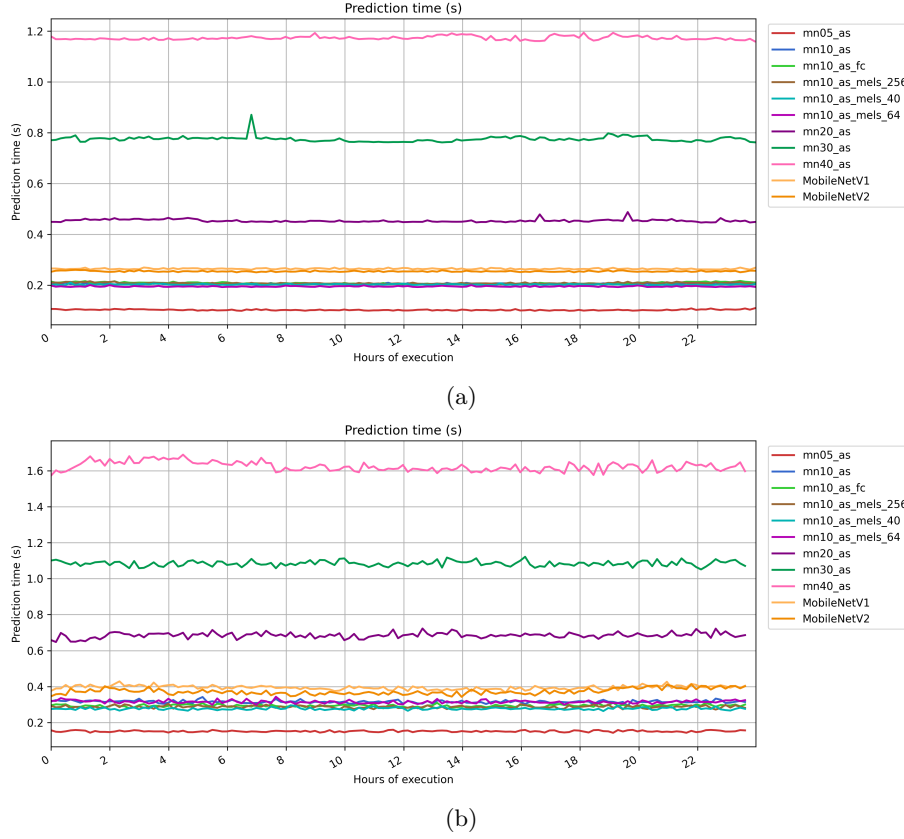 Prediction time (s)
1.2
1.0
0.8
0.6
0.4
0.2
Prediction time (s)
0 2 4 6 8 10 12 14 16 18 20 22
Hours of execution
mn05_as
mn10_as
mn10_as_fc
mn10_as_mels_256
mn10_as_mels_40
mn10_as_mels_64
mn20_as
mn30_as
mn40_as
MobileNetV1
MobileNetV2
(a)
Prediction time (s)
1.6
1.4
1.2
1.0
0.8
0.6
0.4
0.2
Prediction time (s)
0 2 4 6 8 10 12 14 16 18 20 22
Hours of execution
mn05_as
mn10_as
mn10_as_fc
mn10_as_mels_256
mn10_as_mels_40
mn10_as_mels_64
mn20_as
mn30_as
mn40_as
MobileNetV1
MobileNetV2
(b)